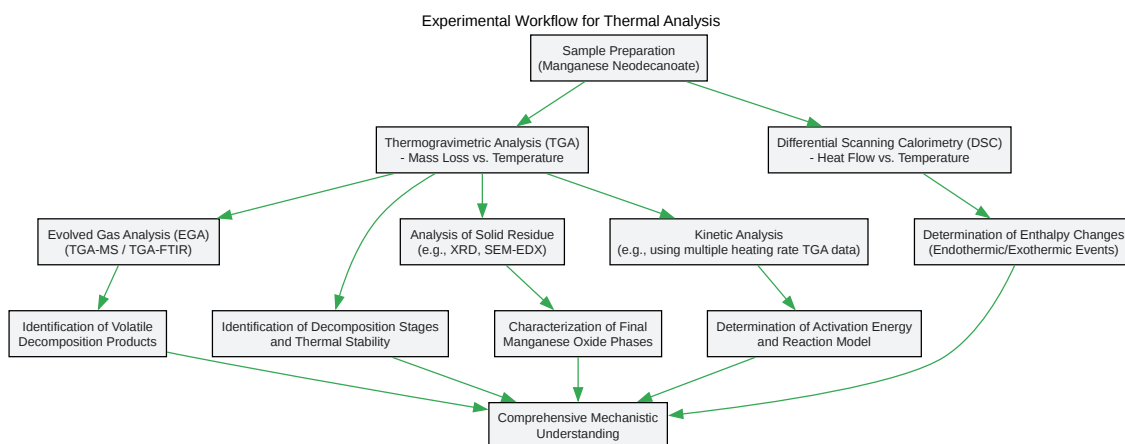 Experimental Workflow for Thermal Analysis
Sample Preparation
(Manganese Neodecanoate)
Thermogravimetric Analysis (TGA)
- Mass Loss vs. Temperature
Differential Scanning Calorimetry (DSC)
- Heat Flow vs. Temperature
Evolved Gas Analysis (EGA)
(TGA-MS / TGA-FTIR)
Analysis of Solid Residue
(e.g., XRD, SEM-EDX)
Kinetic Analysis
(e.g., using multiple heating rate TGA data)
Determination of Enthalpy Changes
(Endothermic/Exothermic Events)
Identification of Volatile
Decomposition Products
Identification of Decomposition Stages
and Thermal Stability
Characterization of Final
Manganese Oxide Phases
Determination of Activation Energy
and Reaction Model
Comprehensive Mechanistic
Understanding